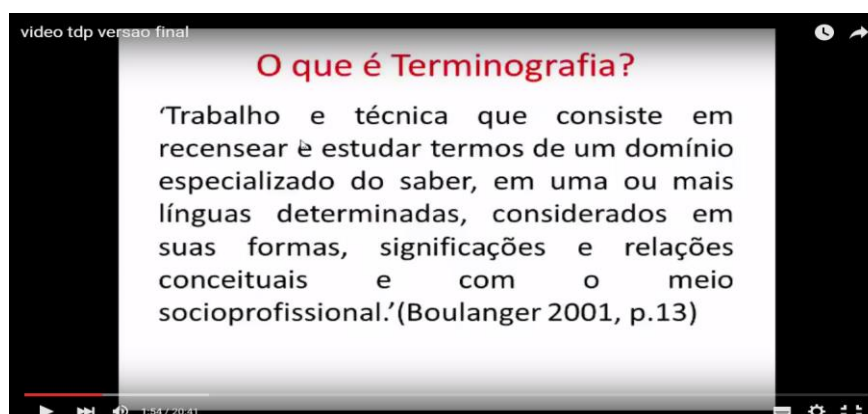 video tdp versao final
O que é Terminografia?
‘Trabalho e técnica que consiste em
recensear e estudar termos de um domínio
especializado do saber, em uma ou mais
línguas determinadas, considerados em
suas formas, significações e relações
conceituais e com o meio
socioprofissional.’(Boulanger 2001, p.13)
1:54 / 20:41